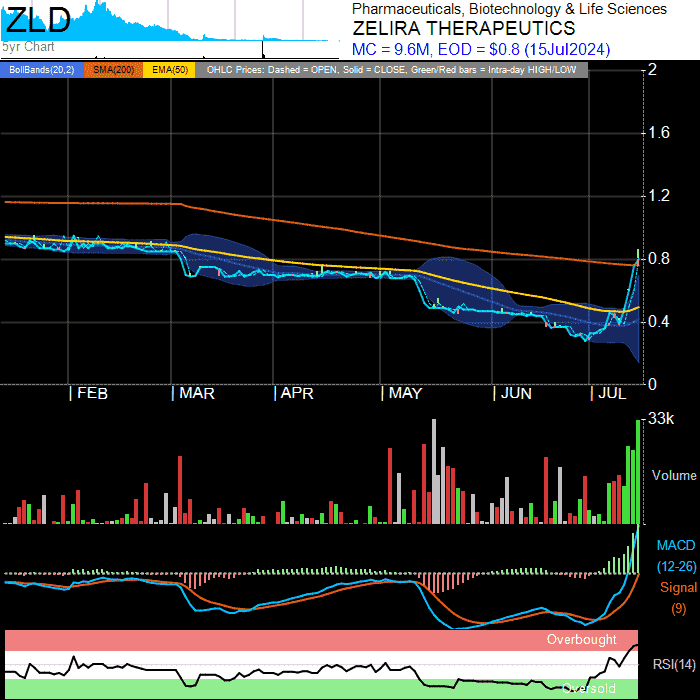 ZLD
5yr Chart
Pharmaceuticals, Biotechnology & Life Sciences
ZELIRA THERAPEUTICS
MC = 9.6M, EOD = $0.8 (15Jul2024)
BollBands(20,2) SMA(200) EMA(50) OHLC Prices: Dashed = OPEN, Solid = CLOSE, Green/Red bars = Intra-day HIGH/LOW
2
1.6
1.2
0.8
0.4
0
FEB MAR APR MAY JUN JUL
33k
Volume
MACD
(12-26)
Signal
(9)
Overbought
RSI(14)
Oversold